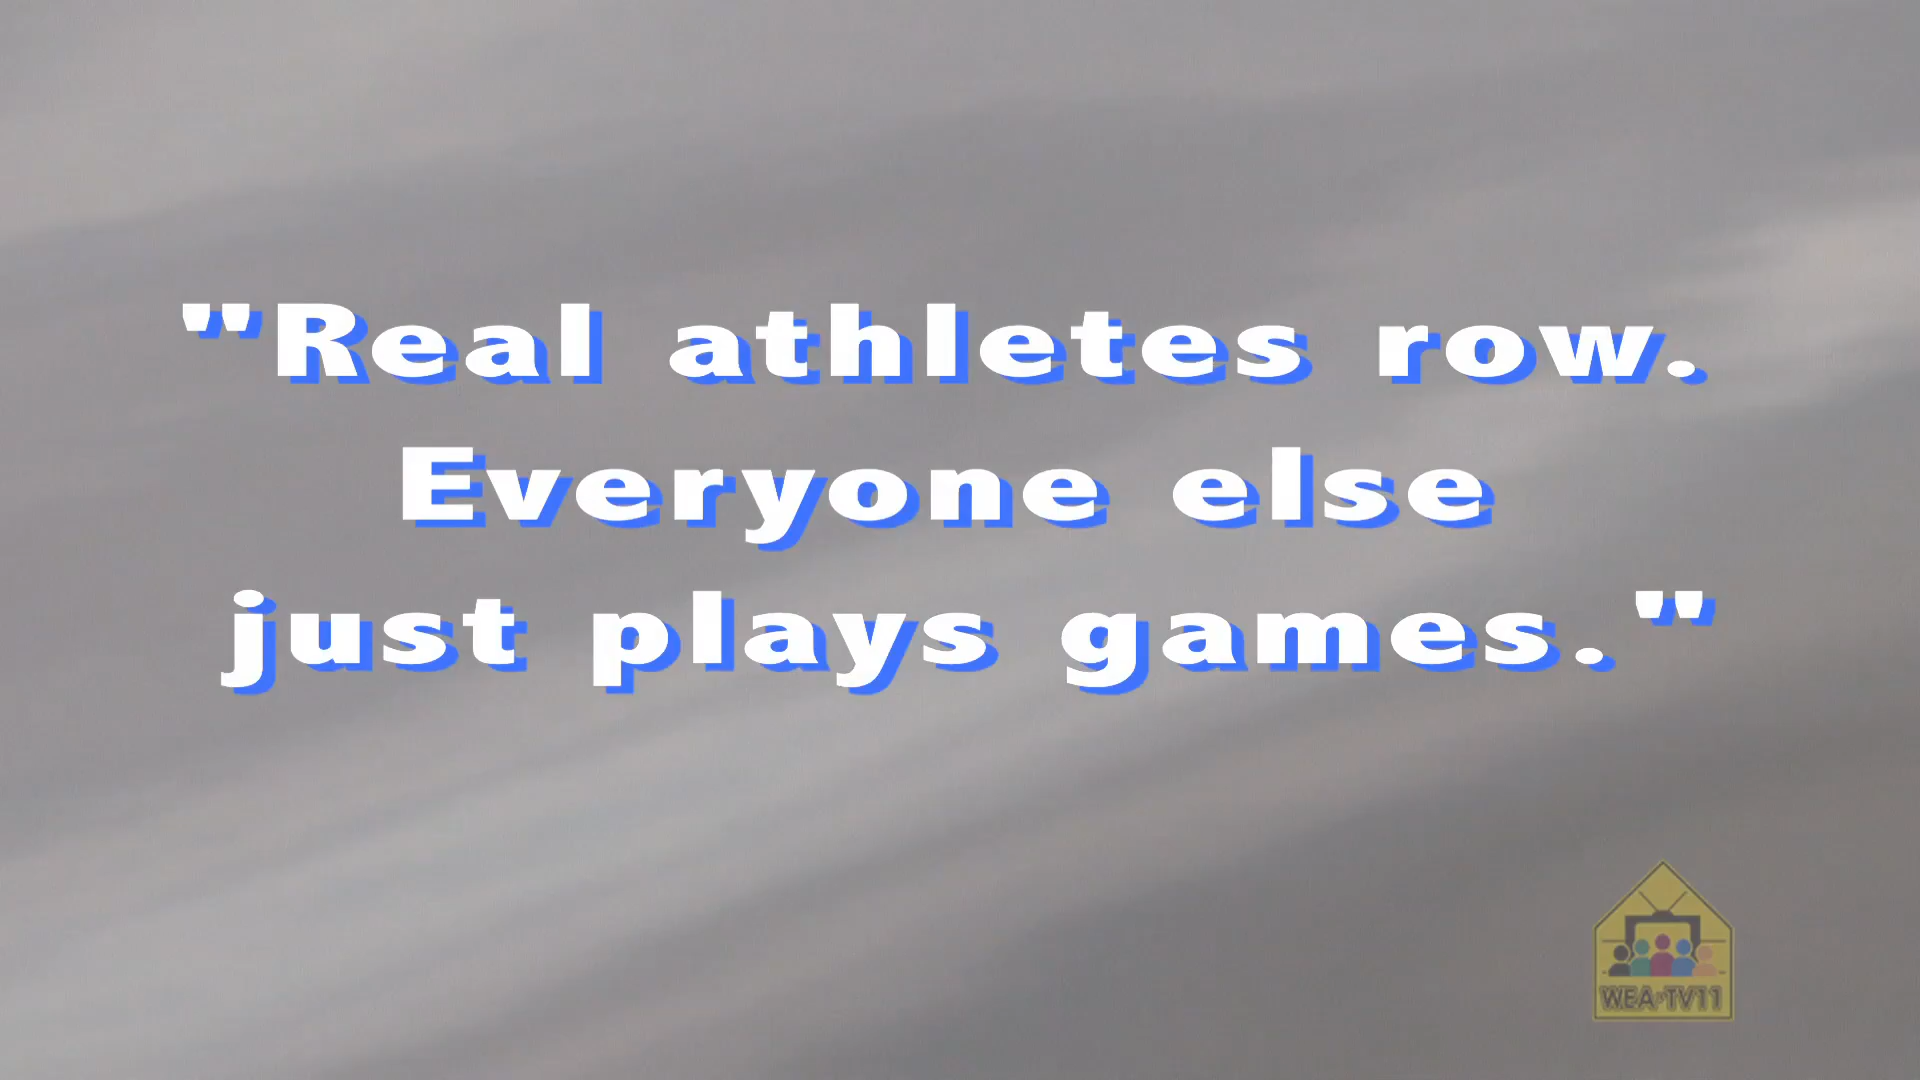 "Real athletes row.
Everyone else
just plays games."
WEA TV11